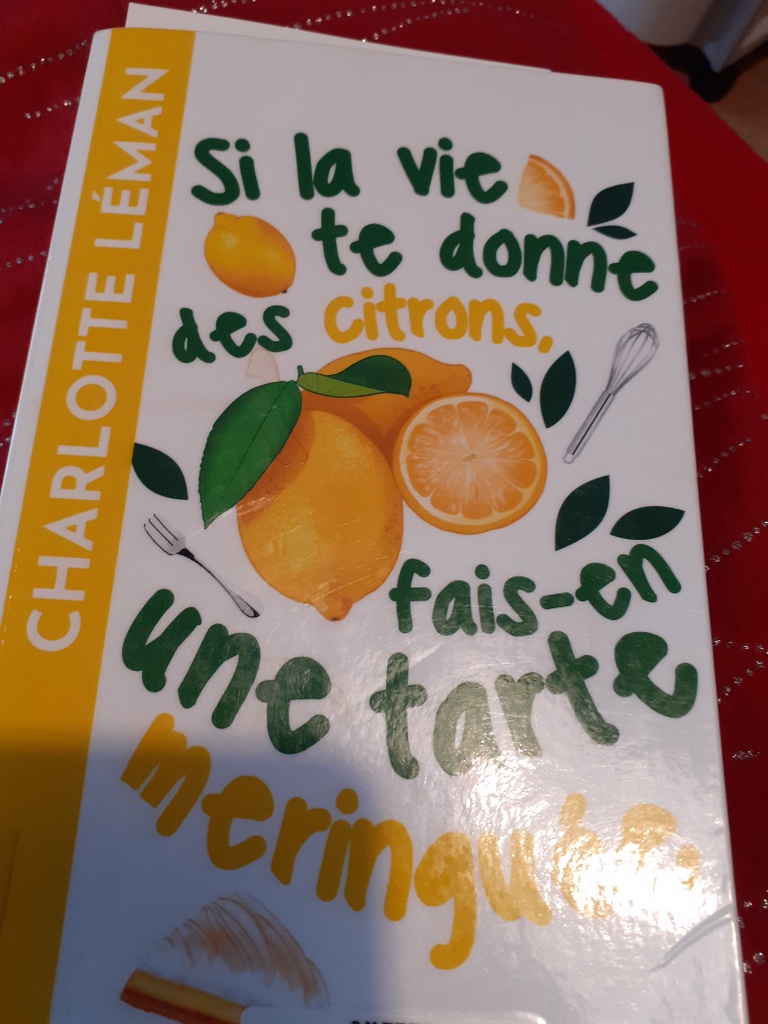 CHARLOTTE LÉMAN
Si la vie
te donne
des citrons,
fais-en
une tarte
meringuée